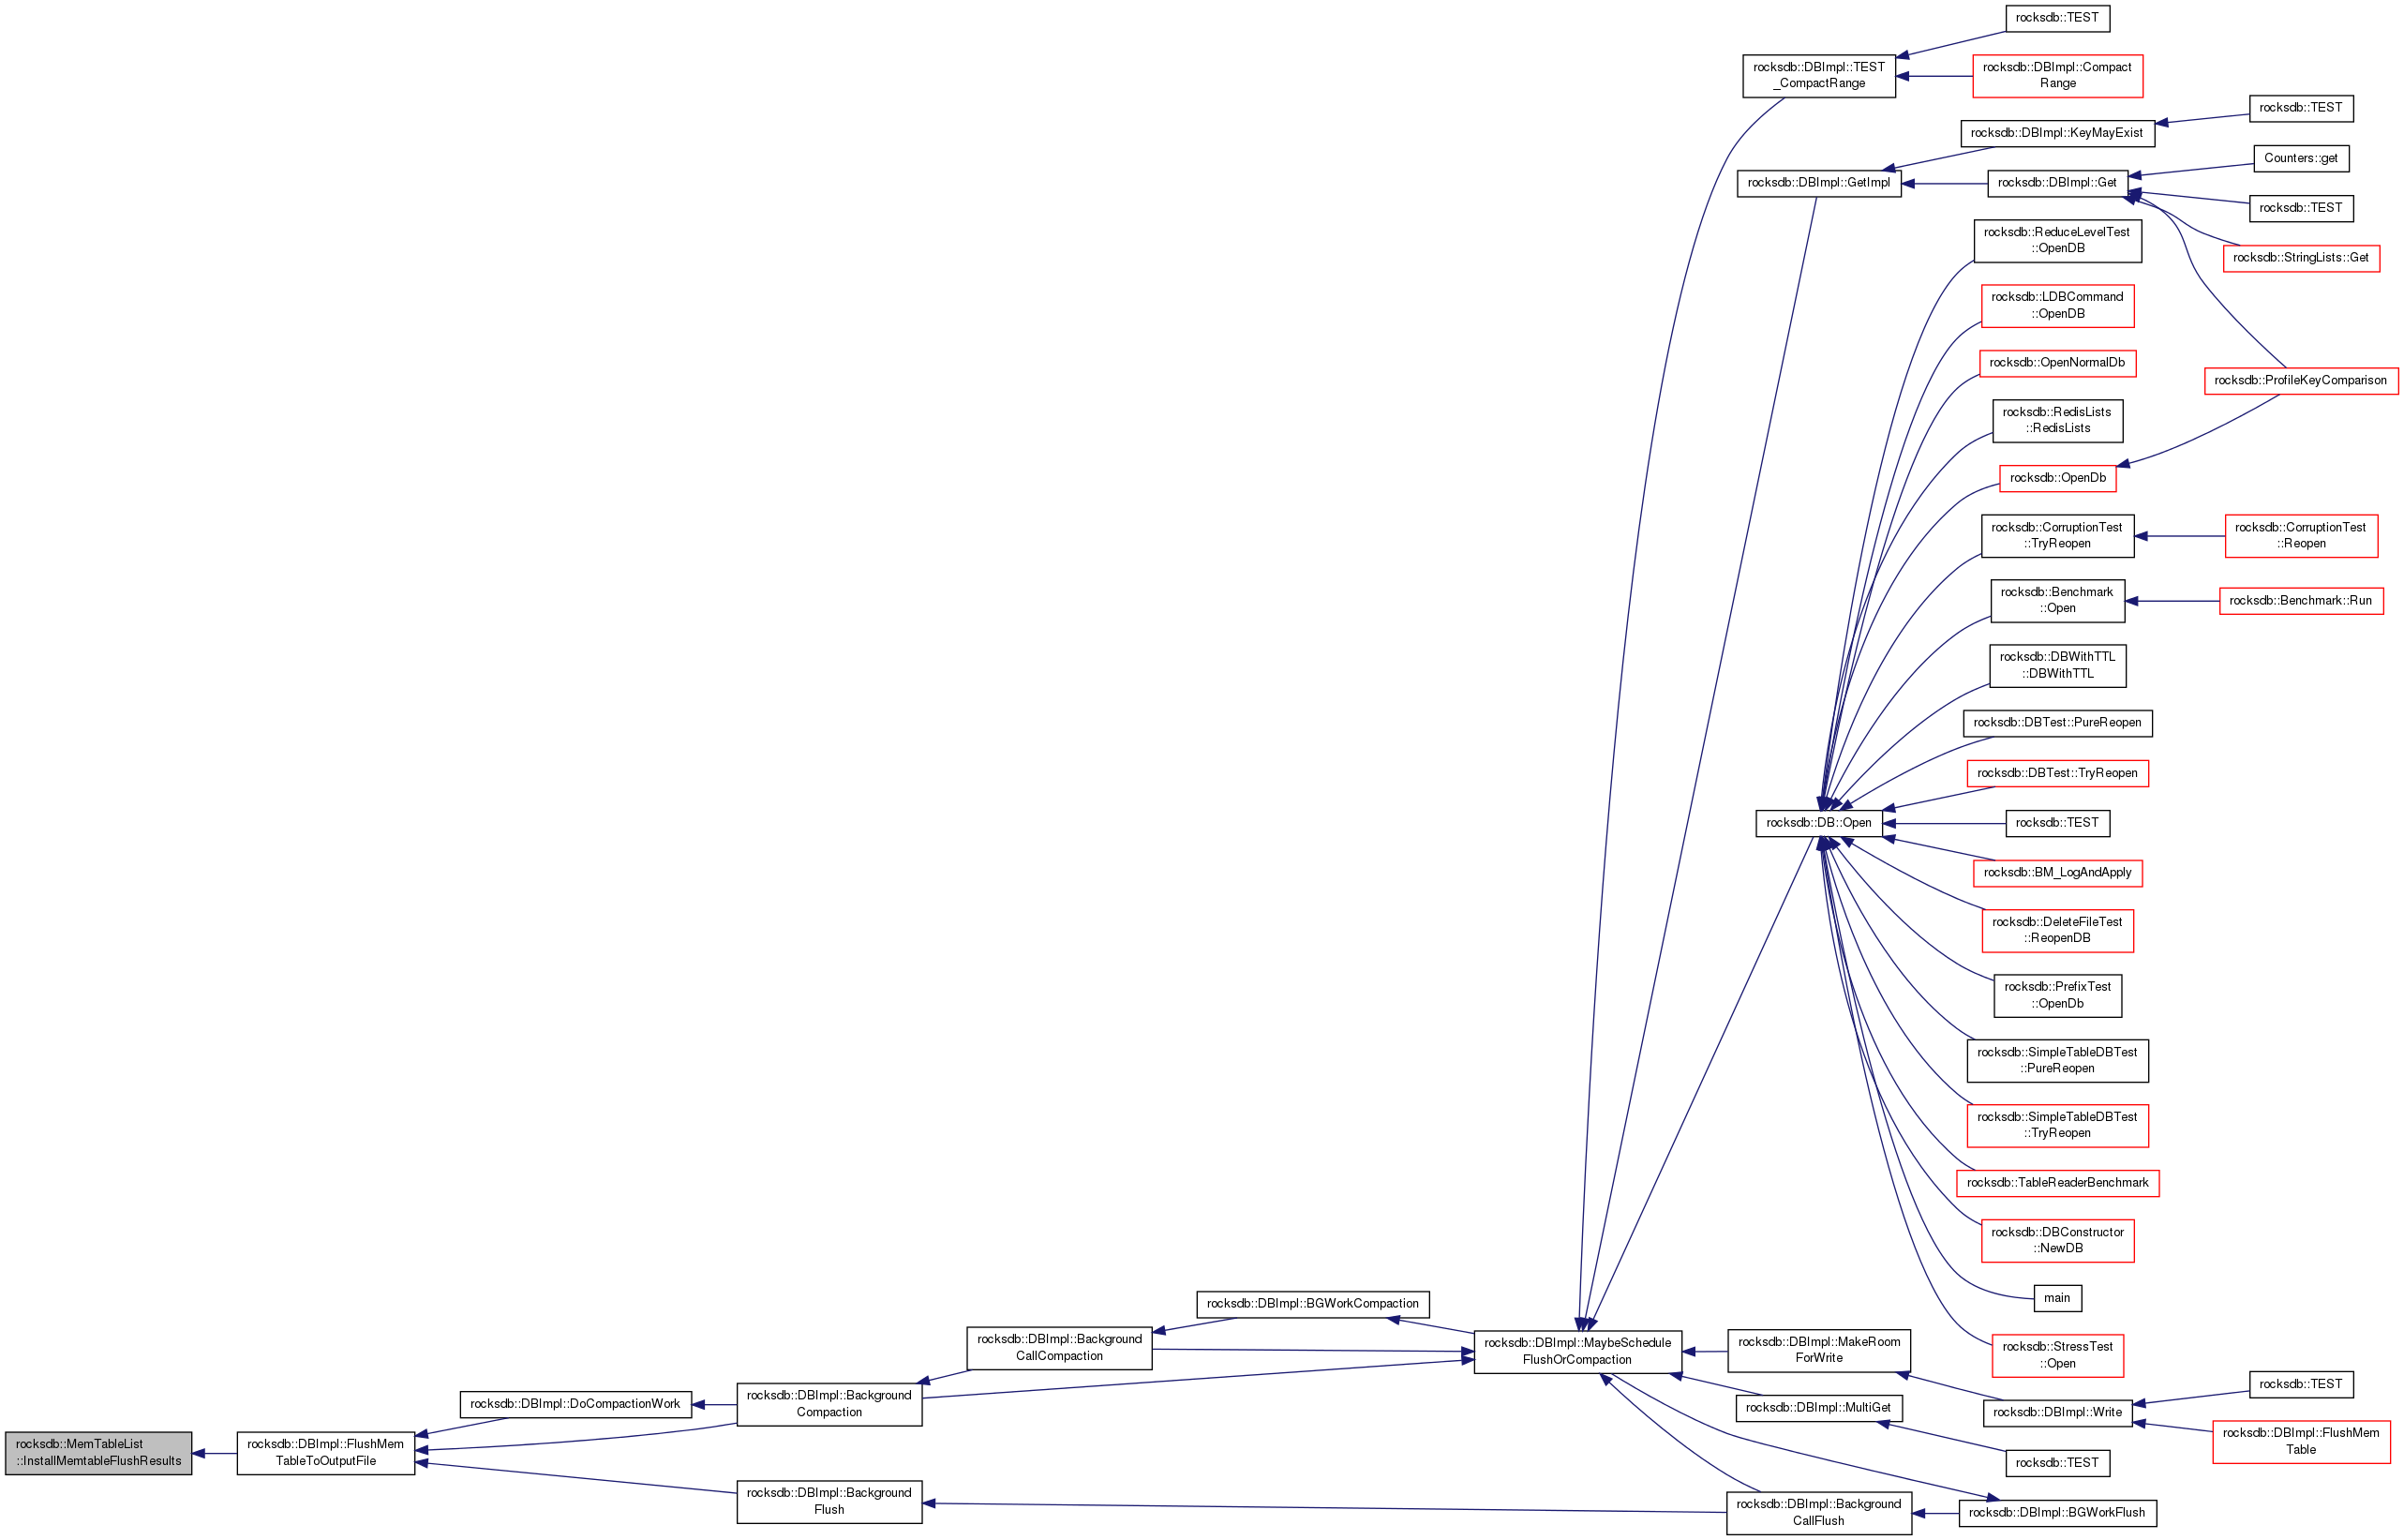 rocksdb::TEST
rocksdb::DBImpl::TEST
_CompactRange
rocksdb::DBImpl::Compact
Range
rocksdb::TEST
rocksdb::DBImpl::KeyMayExist
Counters::get
rocksdb::DBImpl::GetImpl
rocksdb::DBImpl::Get
rocksdb::TEST
rocksdb::ReduceLevelTest
::OpenDB
rocksdb::StringLists::Get
rocksdb::LDBCommand
::OpenDB
rocksdb::OpenNormalDb
rocksdb::ProfileKeyComparison
rocksdb::RedisLists
::RedisLists
rocksdb::OpenDb
rocksdb::CorruptionTest
::TryReopen
rocksdb::CorruptionTest
::Reopen
rocksdb::Benchmark
::Open
rocksdb::Benchmark::Run
rocksdb::DBWithTTL
::DBWithTTL
rocksdb::DBTest::PureReopen
rocksdb::DBTest::TryReopen
rocksdb::DB::Open
rocksdb::TEST
rocksdb::BM_LogAndApply
rocksdb::DeleteFileTest
::ReopenDB
rocksdb::PrefixTest
::OpenDb
rocksdb::SimpleTableDBTest
::PureReopen
rocksdb::SimpleTableDBTest
::TryReopen
rocksdb::TableReaderBenchmark
rocksdb::DBConstructor
::NewDB
main
rocksdb::DBImpl::BGWorkCompaction
rocksdb::DBImpl::Background
CallCompaction
rocksdb::DBImpl::MaybeSchedule
FlushOrCompaction
rocksdb::DBImpl::MakeRoom
ForWrite
rocksdb::StressTest
::Open
rocksdb::TEST
rocksdb::DBImpl::DoCompactionWork
rocksdb::DBImpl::Background
Compaction
rocksdb::DBImpl::MultiGet
rocksdb::DBImpl::Write
rocksdb::DBImpl::FlushMem
Table
rocksdb::MemTableList
::InstallMemtableFlushResults
rocksdb::DBImpl::FlushMem
TableToOutputFile
rocksdb::TEST
rocksdb::DBImpl::Background
Flush
rocksdb::DBImpl::Background
CallFlush
rocksdb::DBImpl::BGWorkFlush